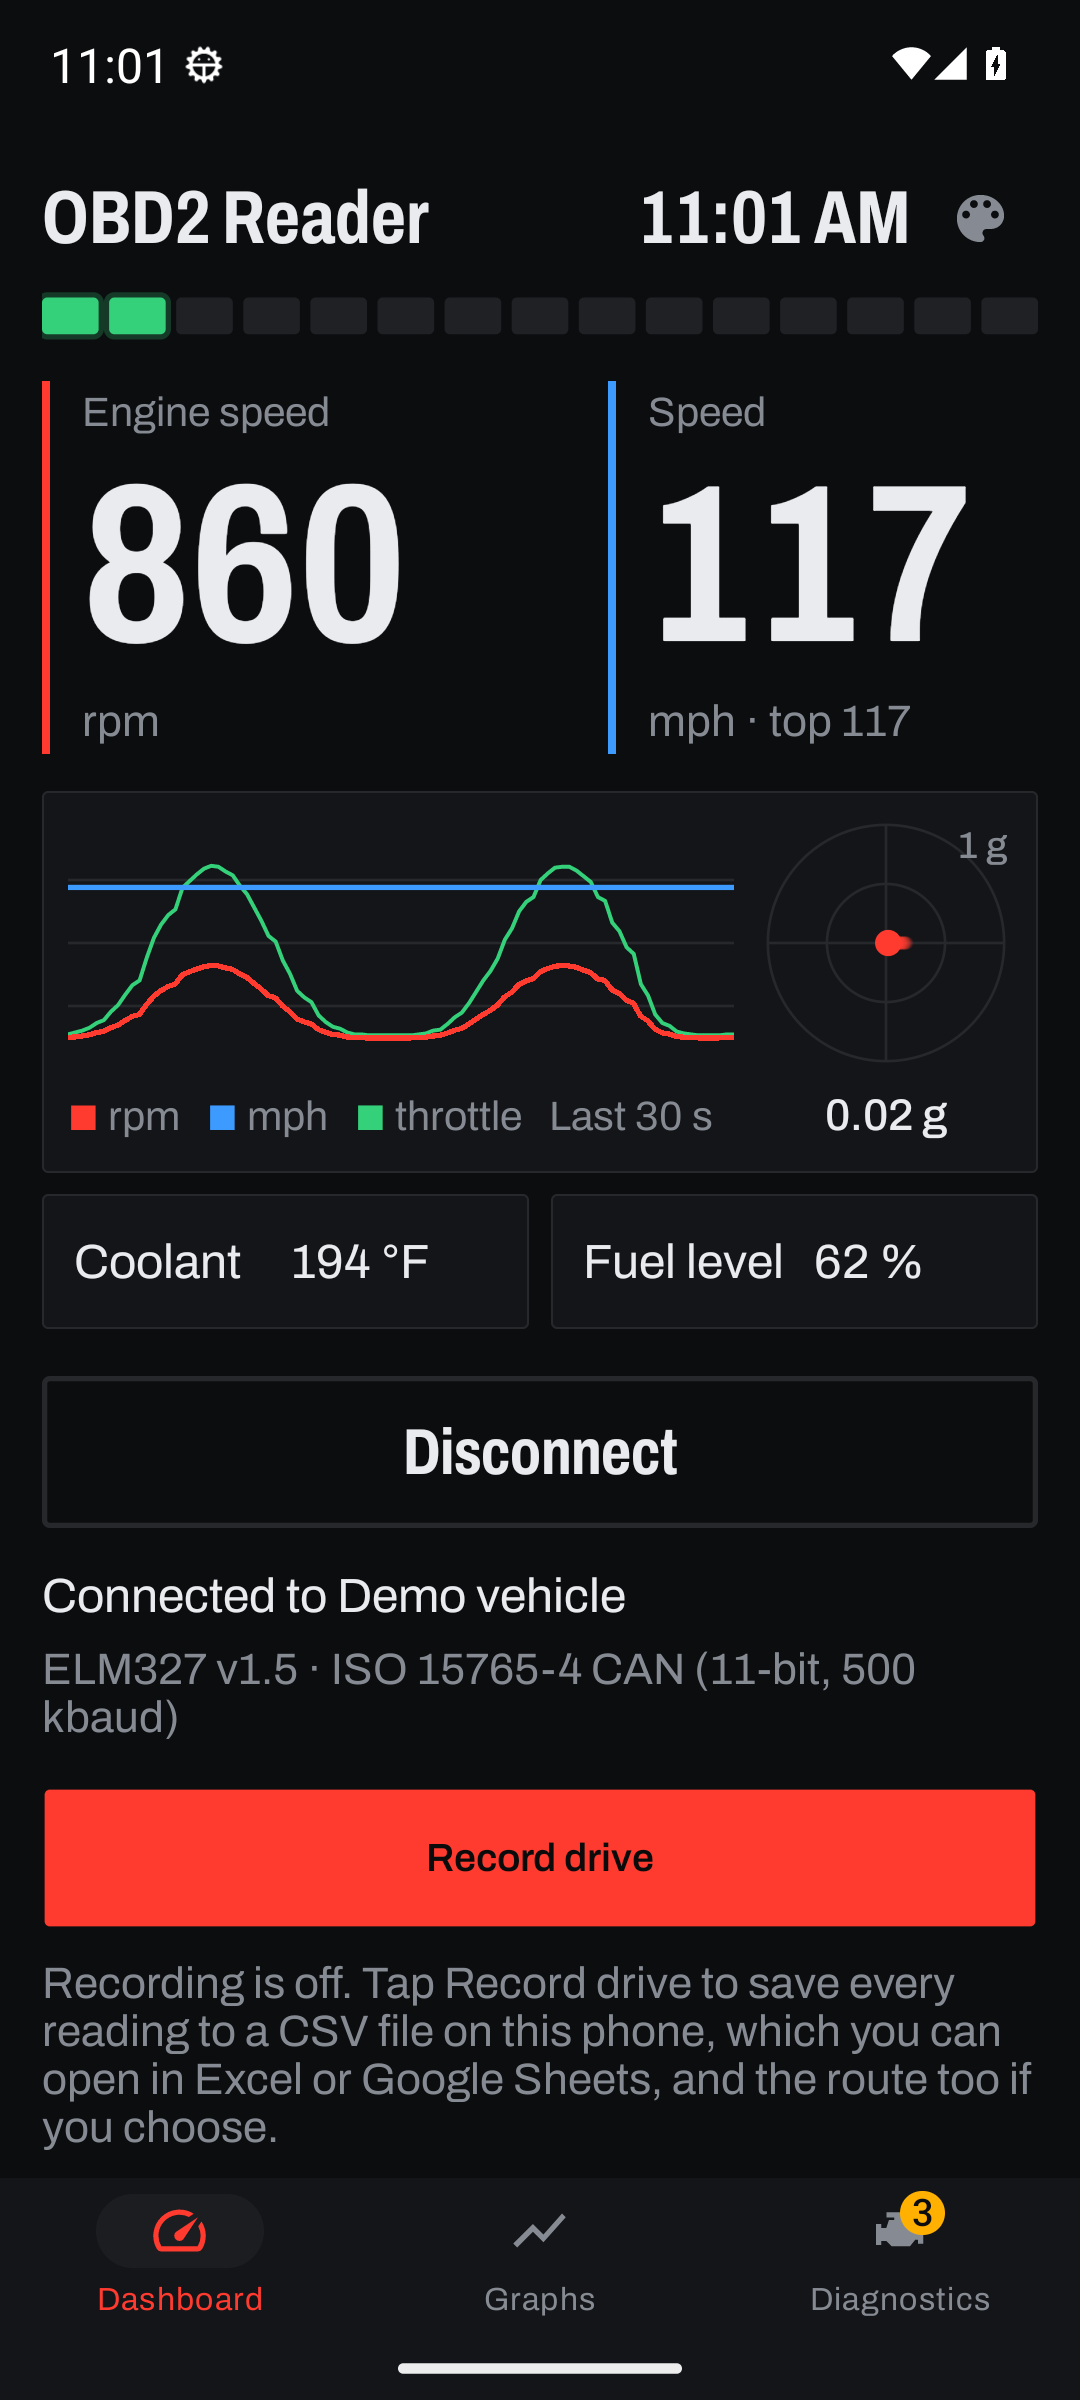 11:01
OBD2 Reader 11:01 AM
Engine speed Speed
860 117
rpm mph · top 117
1 g
rpm mph throttle Last 30 s 0.02 g
Coolant 194 °F Fuel level 62 %
Disconnect
Connected to Demo vehicle
ELM327 v1.5 · ISO 15765-4 CAN (11-bit, 500
kbaud)
Record drive
Recording is off. Tap Record drive to save every
reading to a CSV file on this phone, which you can
open in Excel or Google Sheets, and the route too if
you choose.
3
Dashboard Graphs Diagnostics